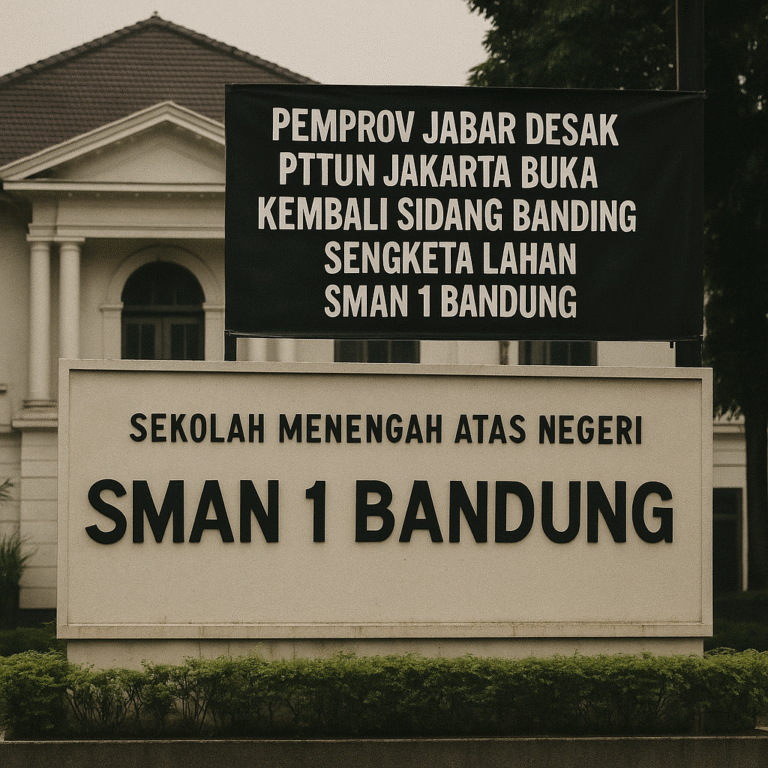 PEMPROV JABAR DESAK
PTTUN JAKARTA BUKA
KEMBALI SIDANG BANDING
SENGKETA LAHAN
SMAN 1 BANDUNG
SEKOLAH MENENGAH ATAS NEGERI
SMAN 1 BANDUNG